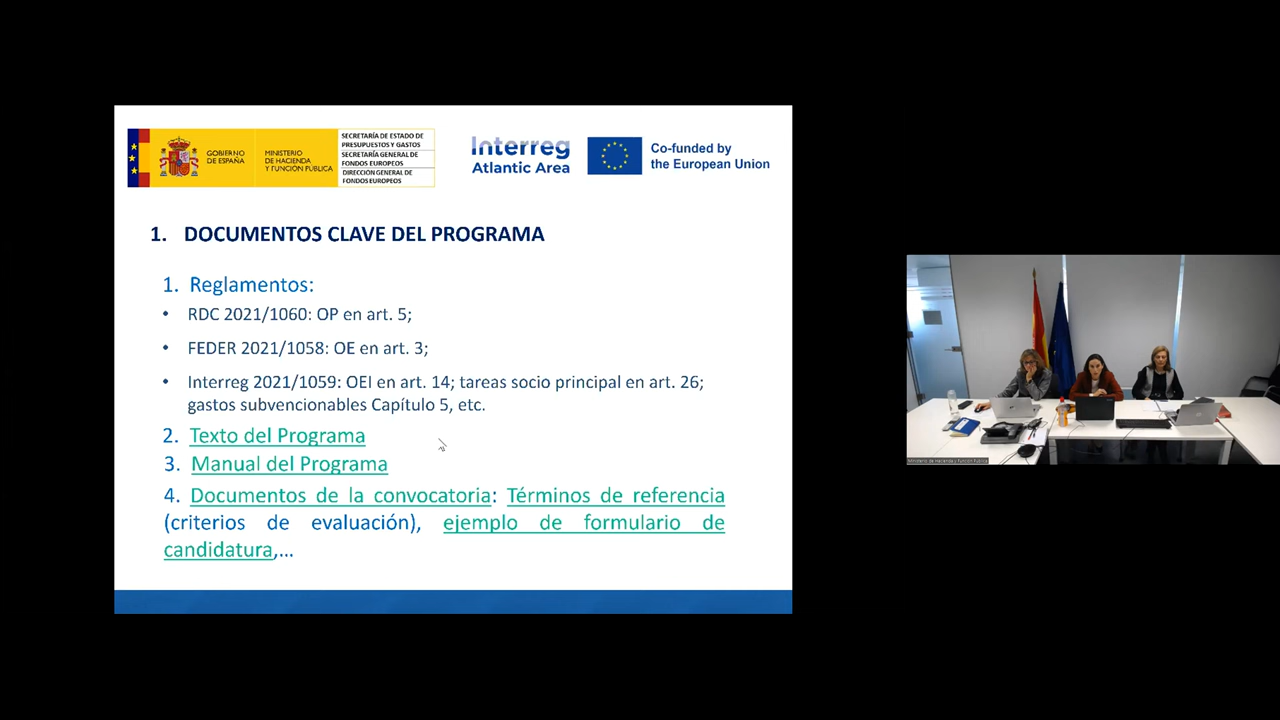 GOBIERNO
DE ESPAÑA
MINISTERIO
DE HACIENDA
Y FUNCIÓN PÚBLICA
SECRETARÍA DE ESTADO DE
PRESUPUESTOS Y GASTOS
SECRETARÍA GENERAL DE
FONDOS EUROPEOS
DIRECCIÓN GENERAL DE
FONDOS EUROPEOS
Interreg
Atlantic Area
Co-funded by
the European Union
1. DOCUMENTOS CLAVE DEL PROGRAMA
1. Reglamentos:
• RDC 2021/1060: OP en art. 5;
• FEDER 2021/1058: OE en art. 3;
• Interreg 2021/1059: OEI en art. 14; tareas socio principal en art. 26;
gastos subvencionables Capítulo 5, etc.
2. Texto del Programa
3. Manual del Programa
4. Documentos de la convocatoria: Términos de referencia
(criterios de evaluación), ejemplo de formulario de
candidatura,...
Ministerio de Hacienda y Función Pública